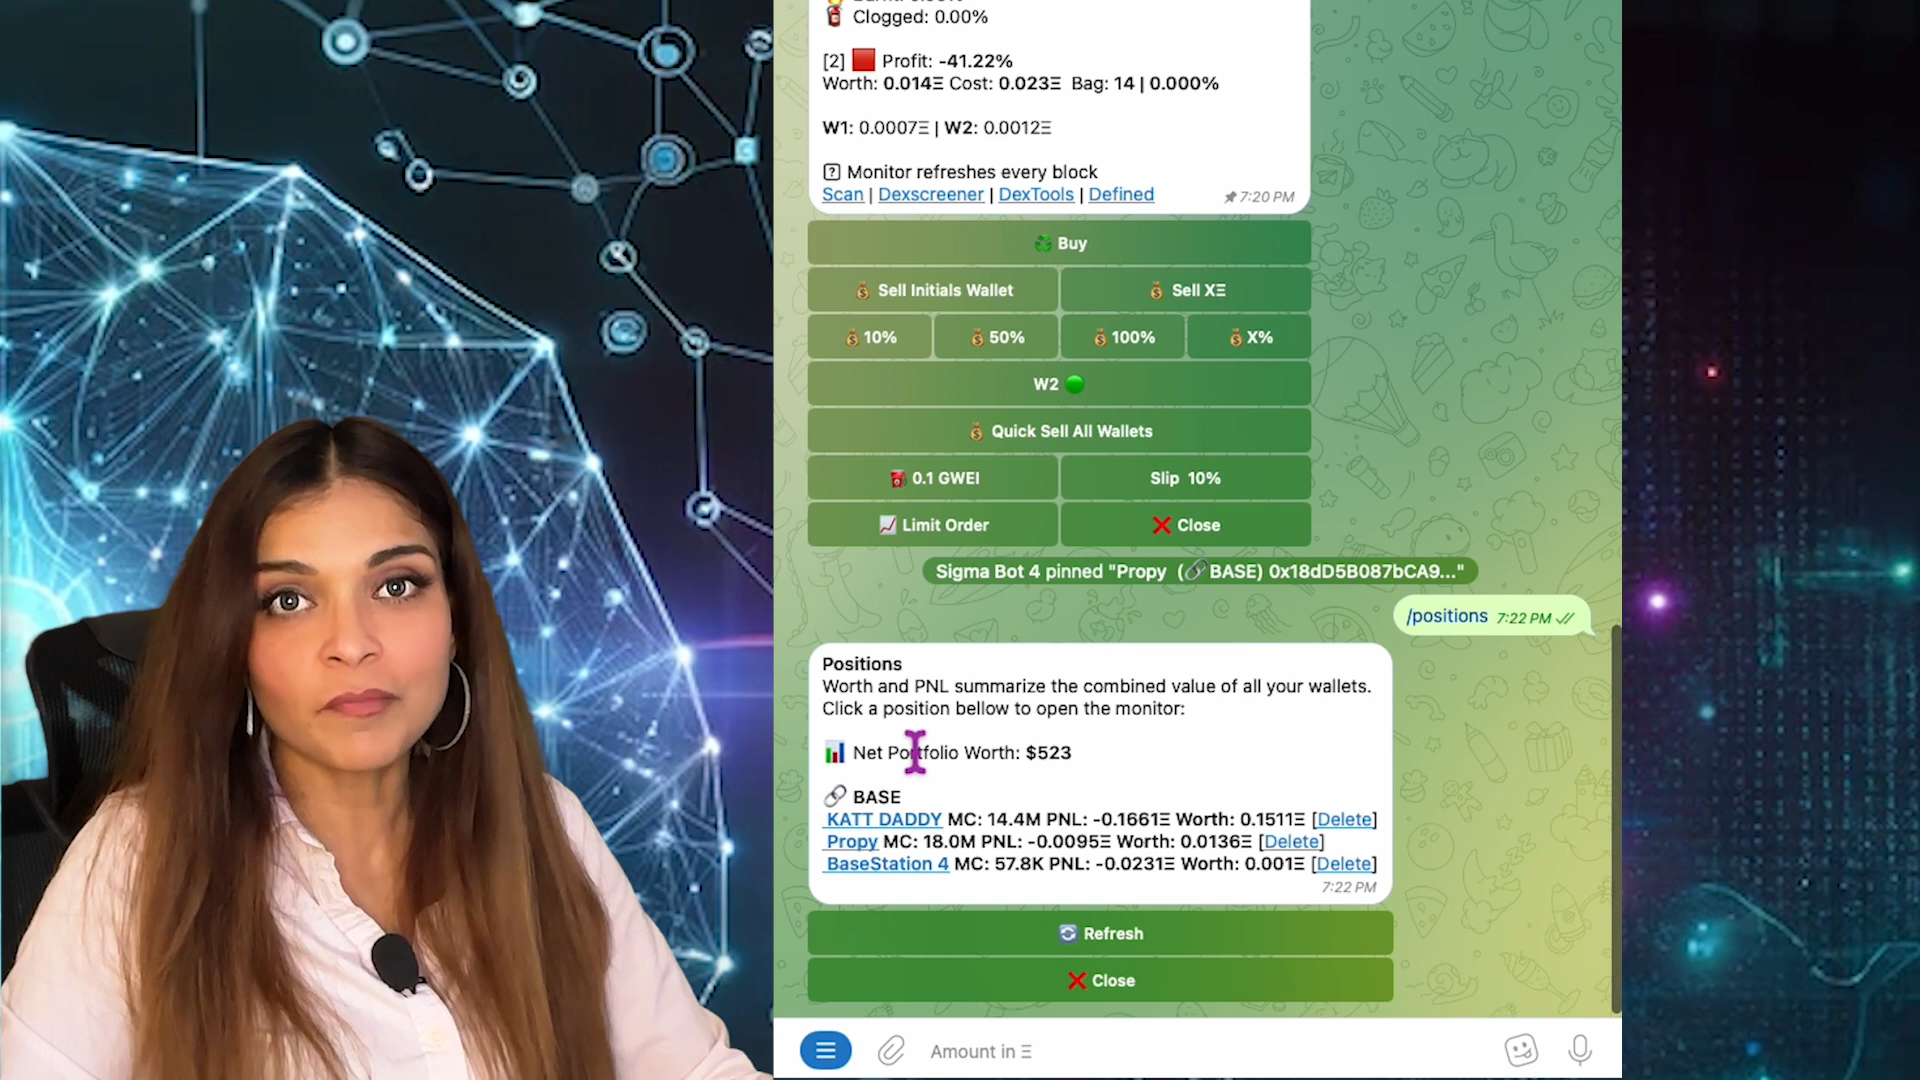 Clogged: 0.00%
[2] Profit: -41.22%
Worth: 0.014Ξ Cost: 0.023Ξ Bag: 14 | 0.000%
W1: 0.0007Ξ | W2: 0.0012Ξ
Monitor refreshes every block
Scan | Dexscreener | DexTools | Defined
7:20 PM
Buy
Sell Initials Wallet
Sell XΞ
10%
50%
100%
X%
W2
Quick Sell All Wallets
0.1 GWEI
Slip 10%
Limit Order
Close
Sigma Bot 4 pinned "Propy (🔗BASE) 0x18dD5B087bCA9..."
/positions 7:22 PM
Positions
Worth and PNL summarize the combined value of all your wallets.
Click a position bellow to open the monitor:
Net Portfolio Worth: $523
BASE
KATT DADDY MC: 14.4M PNL: -0.1661Ξ Worth: 0.1511Ξ [Delete]
Propy MC: 18.0M PNL: -0.0095Ξ Worth: 0.0136Ξ [Delete]
BaseStation 4 MC: 57.8K PNL: -0.0231Ξ Worth: 0.001Ξ [Delete]
7:22 PM
Refresh
Close
Amount in Ξ